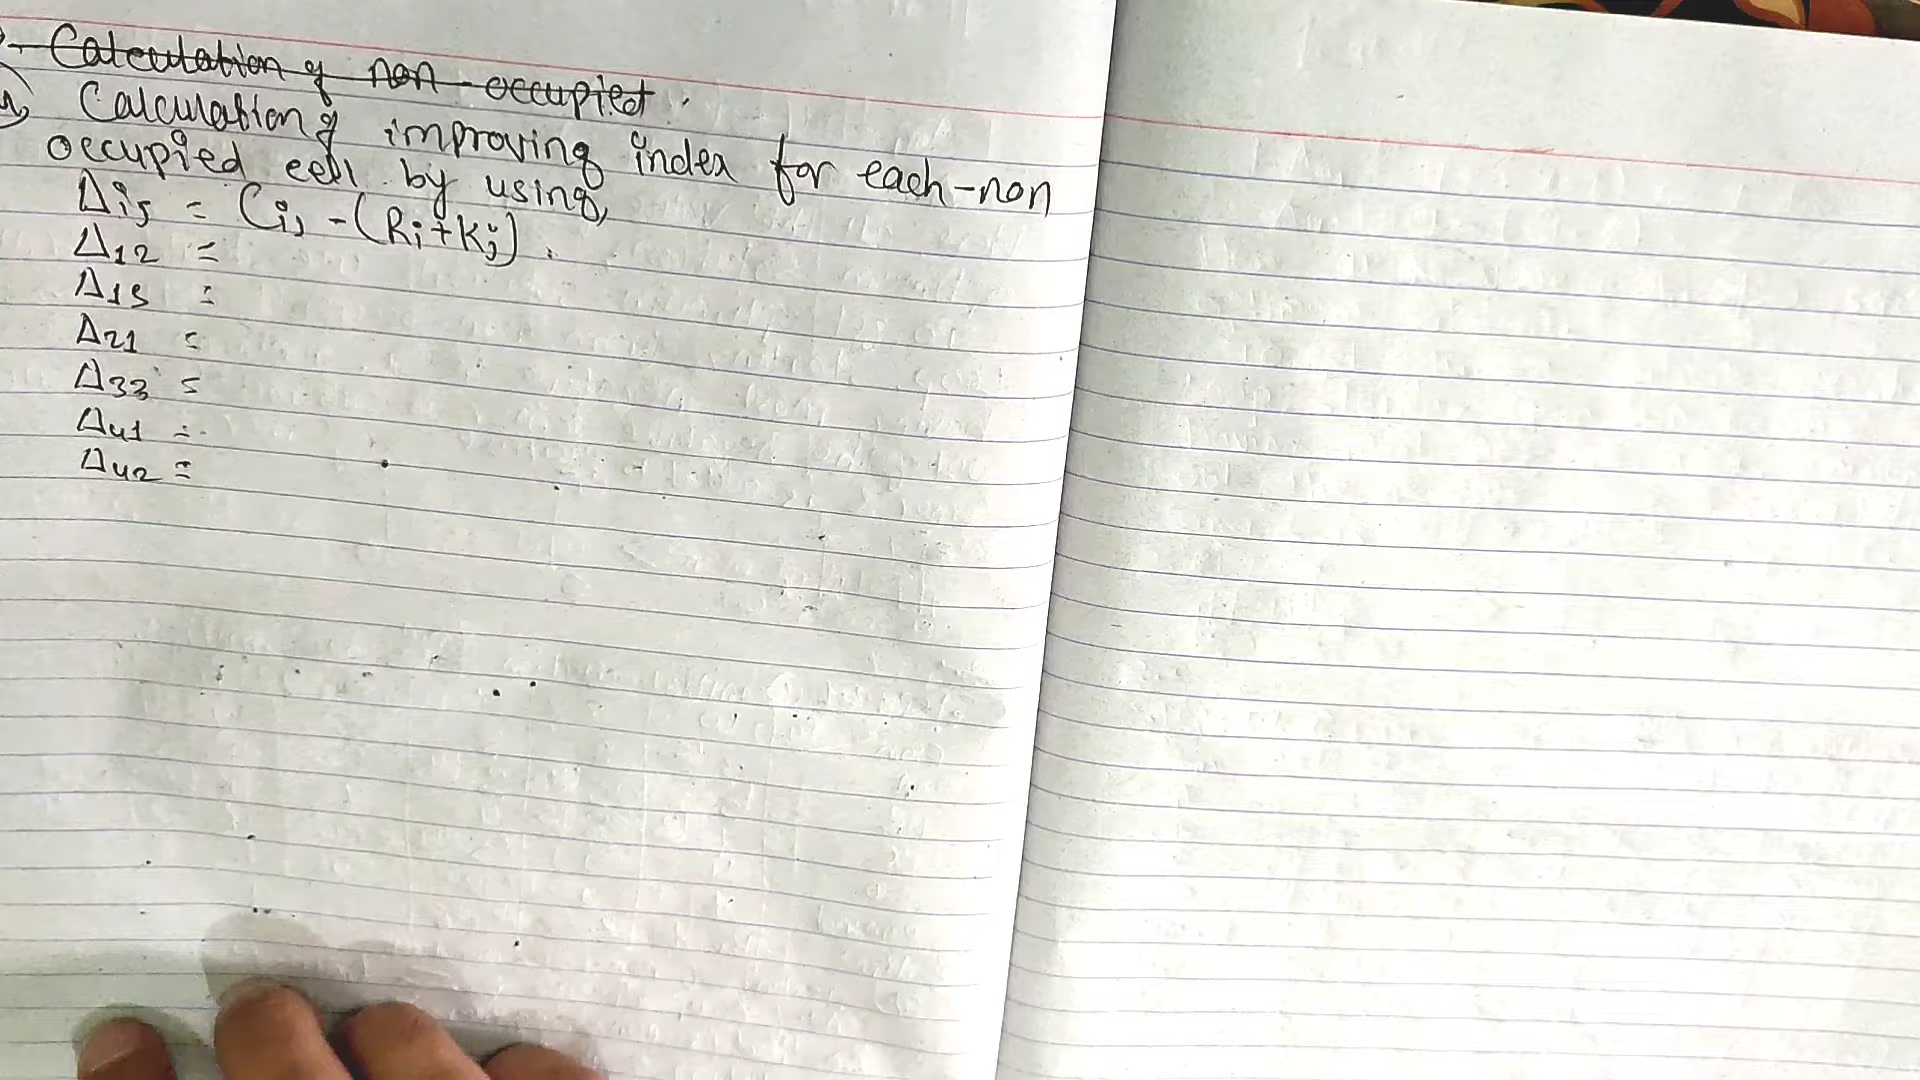 Calculation of non-occupied.
Calculation of improving index for each-non
occupied cell by using,
Δij = Cij -(Ri+Kj).
Δ12 =
Δ13 =
Δ21 =
Δ33 =
Δ41 =
Δ42 =